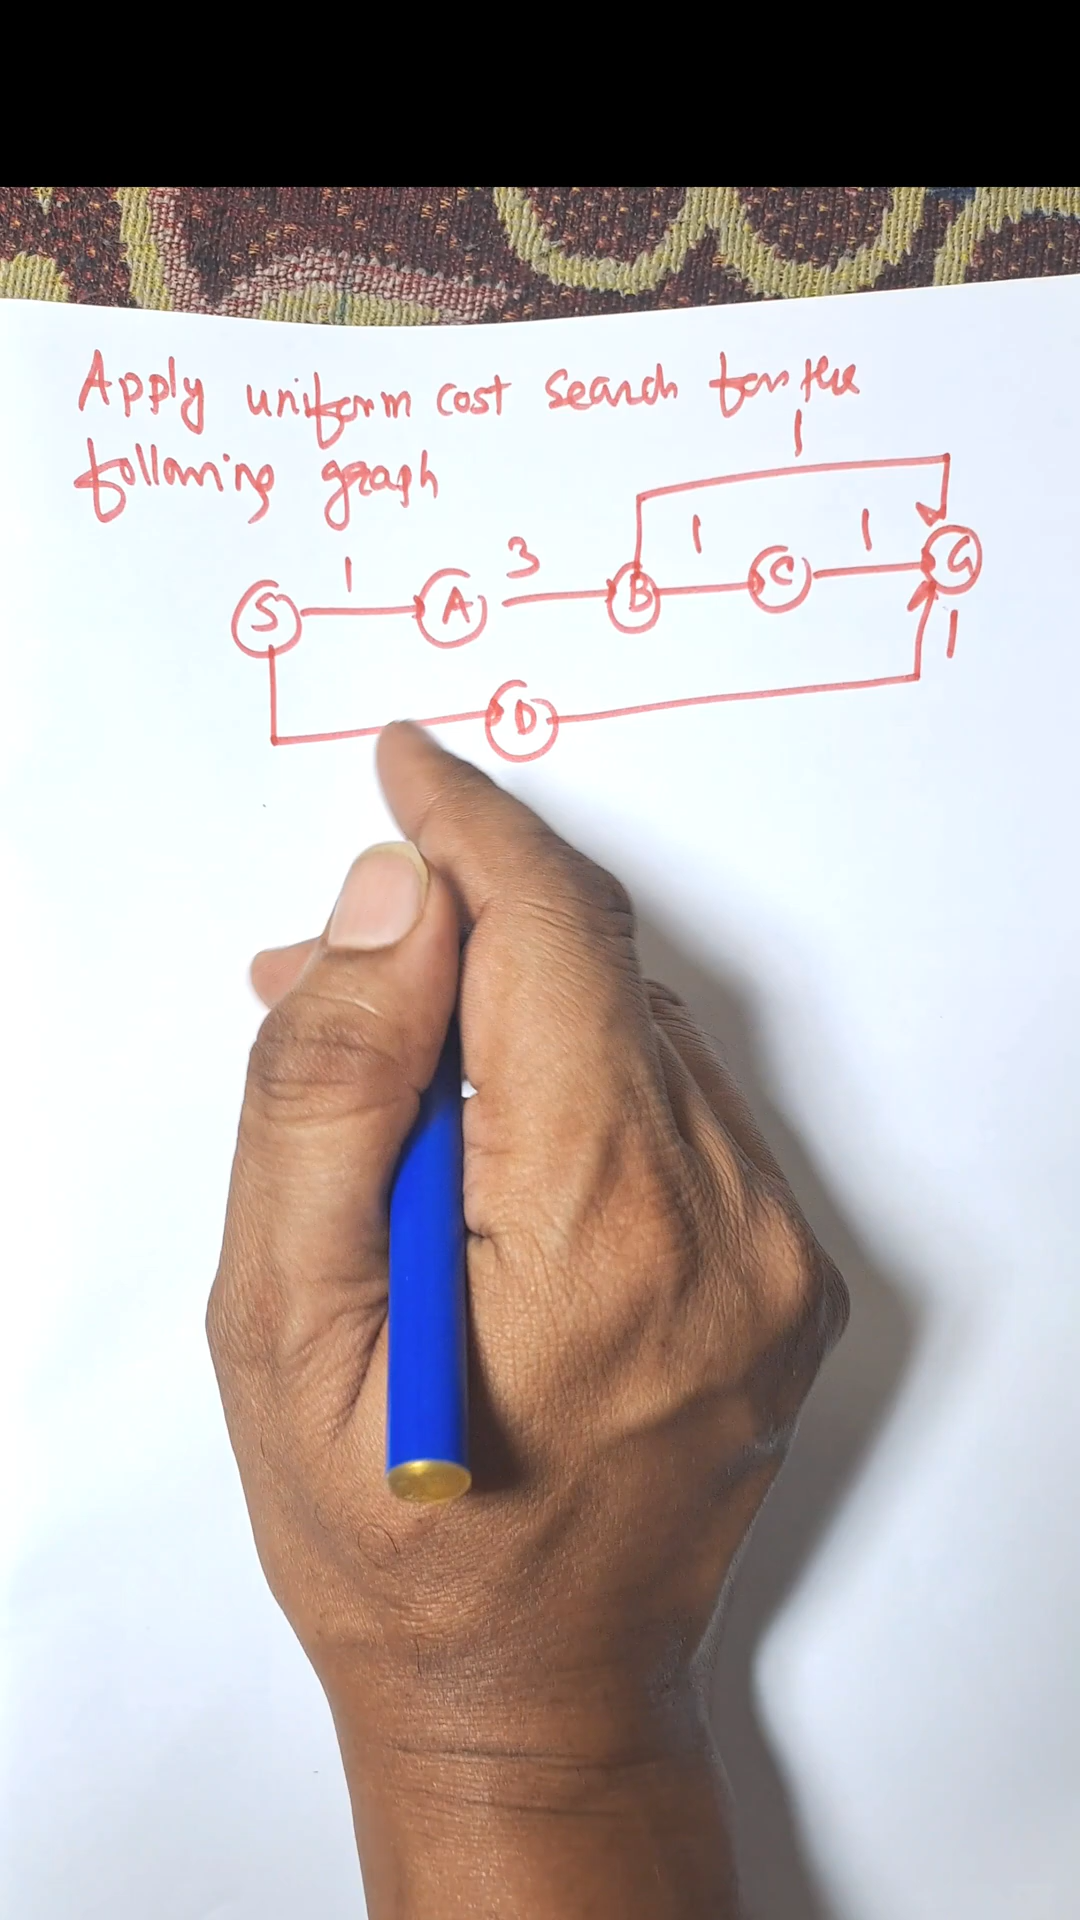 Apply uniform cost search for the
following graph
1
1 3 1 1
S A B C G
1
D